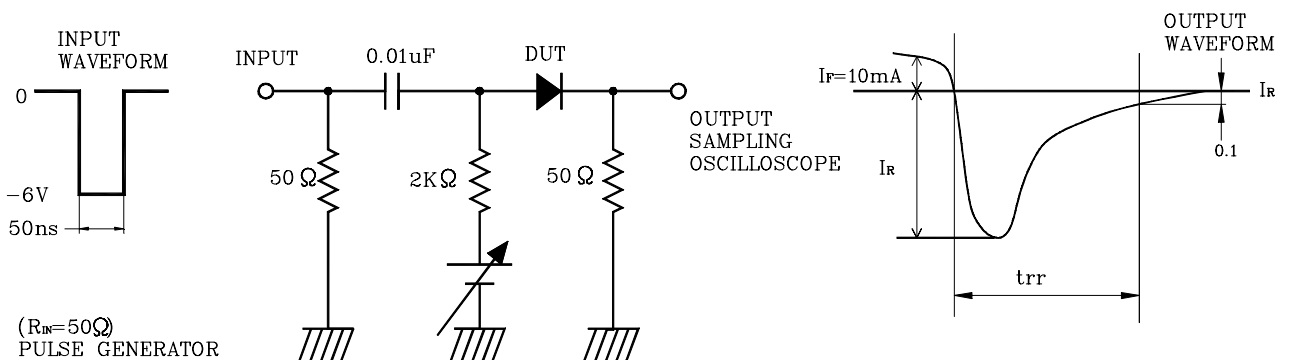 INPUT
WAVEFORM
0
-6V
50ns
(RIN=50Ω)
PULSE GENERATOR
INPUT
0.01uF
DUT
50Ω
2KΩ
50Ω
OUTPUT
SAMPLING
OSCILLOSCOPE
OUTPUT
WAVEFORM
IF=10mA
IR
IR
0.1
trr